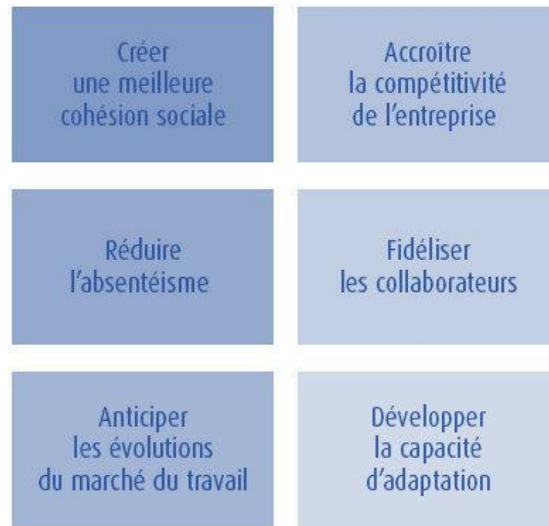 Créer
une meilleure
cohésion sociale
Accroître
la compétitivité
de l'entreprise
Réduire
l'absentéisme
Fidéliser
les collaborateurs
Anticiper
les évolutions
du marché du travail
Développer
la capacité
d'adaptation